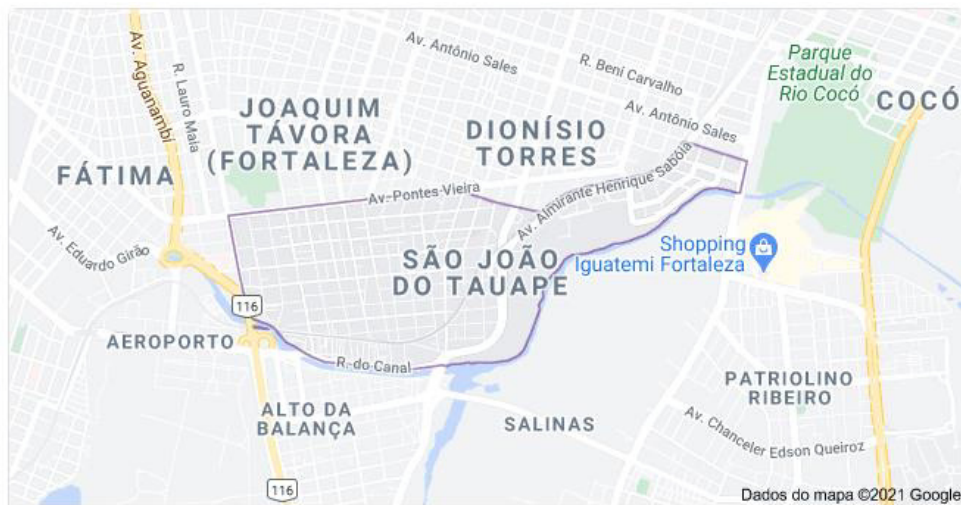 Av. Aguanambi
R. Lauro Maia
Av. Antônio Sales
R. Bení Carvalho
Parque
Estadual do
Rio Cocó
COCÓ
JOAQUIM
TÁVORA
(FORTALEZA)
DIONÍSIO
TORRES
Av. Antônio Sales
FÁTIMA
Av. Pontes Vieira
Av. Almirante Henrique Sabóia
Av. Eduardo Girão
SÃO JOÃO
DO TAUAPE
Shopping
Iguatemi Fortaleza
116
AEROPORTO
R. do Canal
ALTO DA
BALANÇA
SALINAS
PATRIOLINO
RIBEIRO
Av. Chanceler Edson Queiroz
116
Dados do mapa ©2021 Google